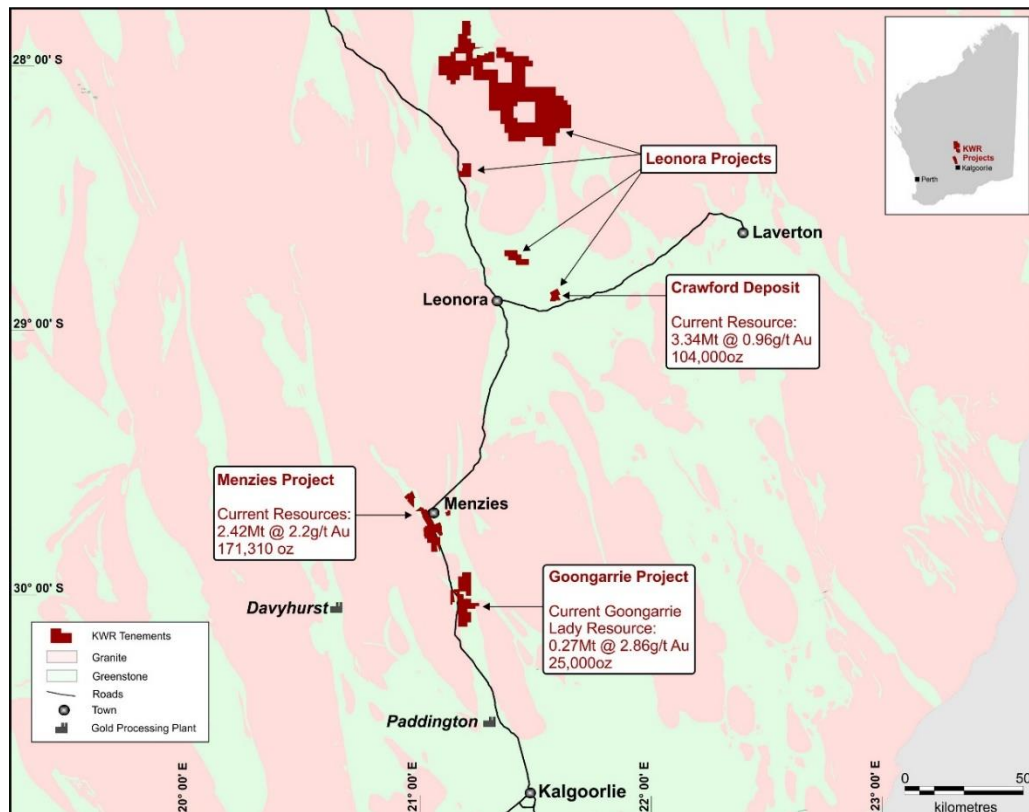 28° 00' S
29° 00' S
30° 00' S
20° 00' E
21° 00' E
22° 00' E
23° 00' E
KWR
Projects
Kalgoorlie
Perth
Leonora Projects
Laverton
Leonora
Crawford Deposit
Current Resource:
3.34Mt @ 0.96g/t Au
104,000oz
Menzies Project
Current Resources:
2.42Mt @ 2.2g/t Au
171,310 oz
Menzies
Goongarrie Project
Current Goongarrie
Lady Resource:
0.27Mt @ 2.86g/t Au
25,000oz
Davyhurst
Paddington
Kalgoorlie
KWR Tenements
Granite
Greenstone
Roads
Town
Gold Processing Plant
0 50
kilometres